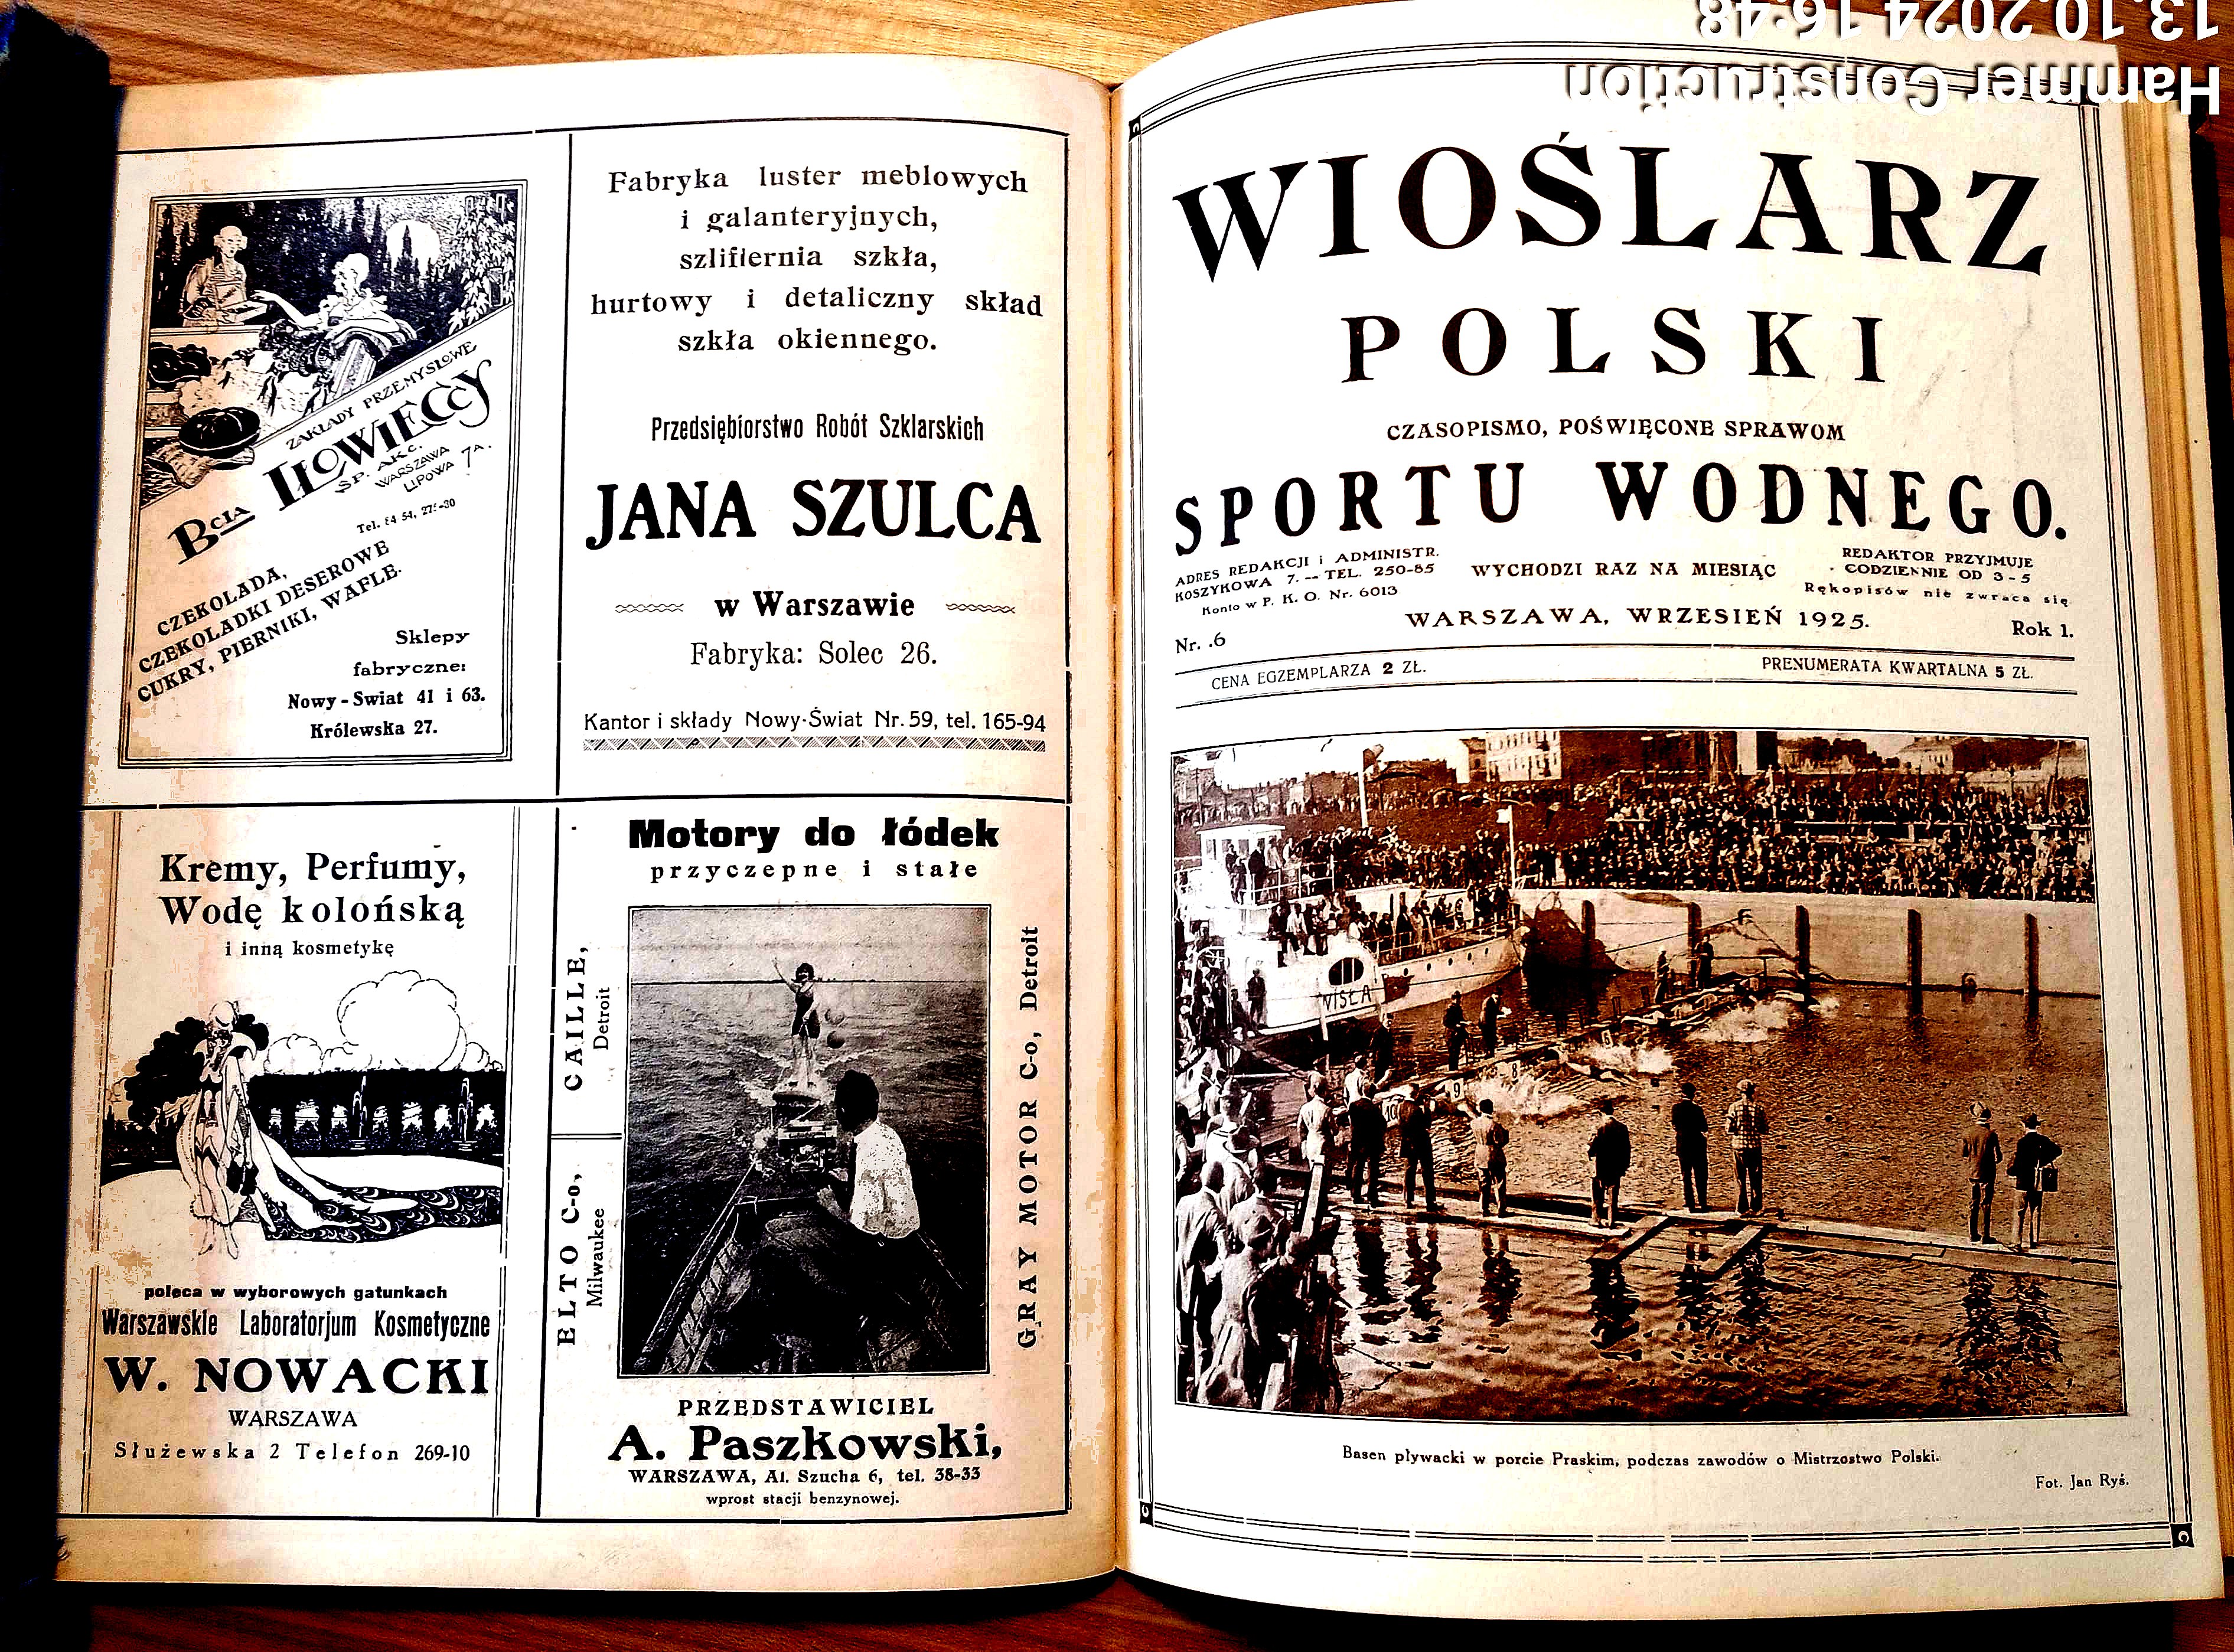 ZAKŁADY PRZEMYSŁOWE
Bcia IŁOWIECCY
SP. AKC.
WARSZAWA
LIPOWA 7A.
CZEKOLADA,
CZEKOLADKI DESEROWE
CUKRY, PIERNIKI, WAFLE.
Sklepy
fabryczne:
Nowy-Swiat 41 i 63.
Królewska 27.
Fabryka luster meblowych
i galanteryjnych,
szlifiernia szkła,
hurtowy i detaliczny skład
szkła okiennego.
Przedsiębiorstwo Robót Szklarskich
JANA SZULCA
w Warszawie
Fabryka: Solec 26.
Kantor i składy Nowy-Świat Nr. 59, tel. 165-94
Kremy, Perfumy,
Wodę kolońską
i inną kosmetykę
poleca w wyborowych gatunkach
Warszawskie Laboratorjum Kosmetyczne
W. NOWACKI
WARSZAWA
Służewska 2 Telefon 269-10
Motory do łódek
przyczepne i stałe
CAILLE,
Detroit
ELTO C-o,
Milwaukee
GRAY MOTOR C-o, Detroit
PRZEDSTAWICIEL
A. Paszkowski,
WARSZAWA, Al. Szucha 6, tel. 38-33
wprost stacji benzynowej.
WIOŚLARZ
POLSKI
CZASOPISMO, POŚWIĘCONE SPRAWOM
SPORTU WODNEGO.
ADRES REDAKCJI i ADMINISTR.
KOSZYKOWA 7. -- TEL. 250-85
Konto w P. K. O. Nr. 6013
WYCHODZI RAZ NA MIESIĄC
REDAKTOR PRZYJMUJE
CODZIENNIE OD 3-5
Rękopisów nie zwraca się
WARSZAWA, WRZESIEŃ 1925.
Nr. .6
Rok 1.
CENA EGZEMPLARZA 2 ZŁ.
PRENUMERATA KWARTALNA 5 ZŁ.
WISŁA
6
8
9
10
Basen pływacki w porcie Praskim, podczas zawodów o Mistrzostwo Polski.
Fot. Jan Ryś.
Hammer Construction
13.10.2024 16:48